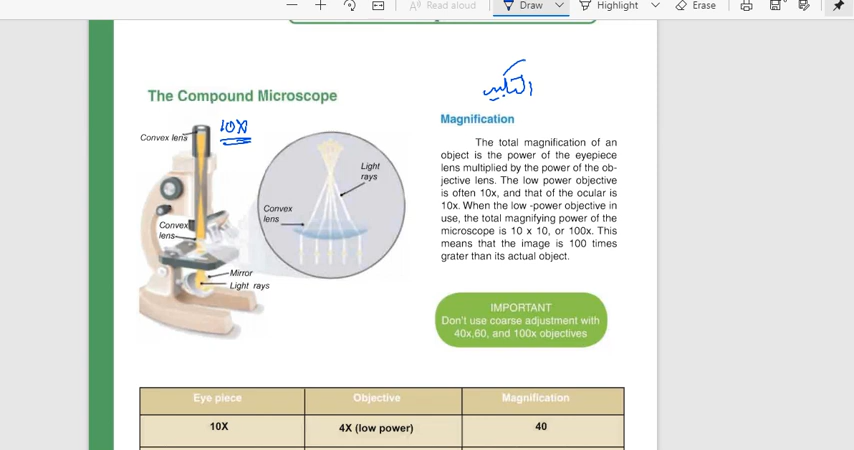 Read aloud
Draw
Highlight
Erase
The Compound Microscope
التكبير
10X
Convex lens
Light
rays
Convex
lens
Convex
lens
Mirror
Light rays
Magnification
The total magnification of an
object is the power of the eyepiece
lens multiplied by the power of the ob-
jective lens. The low power objective
is often 10x, and that of the ocular is
10x. When the low -power objective in
use, the total magnifying power of the
microscope is 10 x 10, or 100x. This
means that the image is 100 times
grater than its actual object.
IMPORTANT
Don't use coarse adjustment with
40x,60, and 100x objectives
Eye piece Objective Magnification
10X 4X (low power) 40